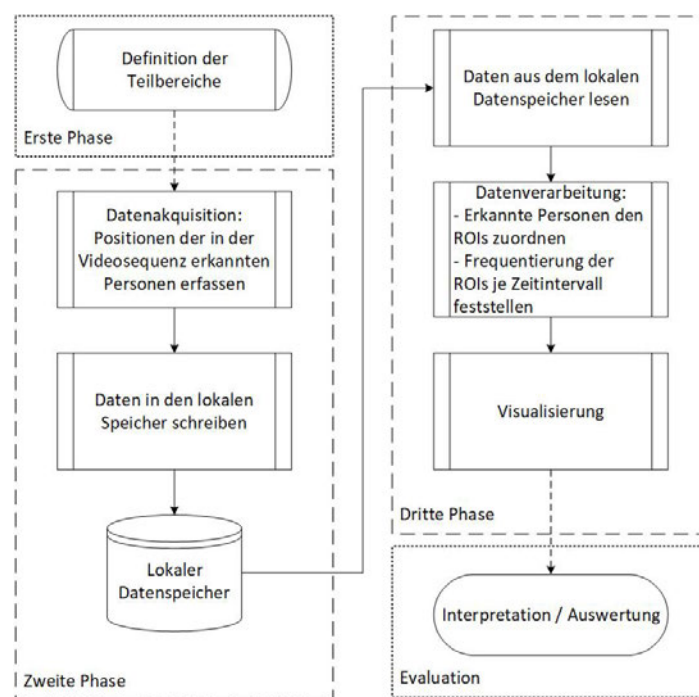 Definition der
Teilbereiche
Erste Phase
Datenakquisition:
Positionen der in der
Videosequenz erkannten
Personen erfassen
Daten in den lokalen
Speicher schreiben
Lokaler
Datenspeicher
Zweite Phase
Daten aus dem lokalen
Datenspeicher lesen
Datenverarbeitung:
- Erkannte Personen den
ROIs zuordnen
- Frequentierung der
ROIs je Zeitintervall
feststellen
Visualisierung
Dritte Phase
Interpretation / Auswertung
Evaluation